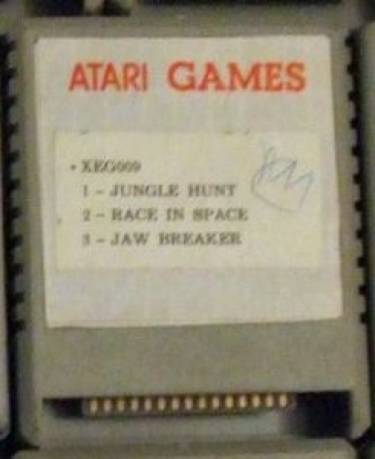 ATARI GAMES
• XEG009
1 - JUNGLE HUNT
2 - RACE IN SPACE
3 - JAW BREAKER